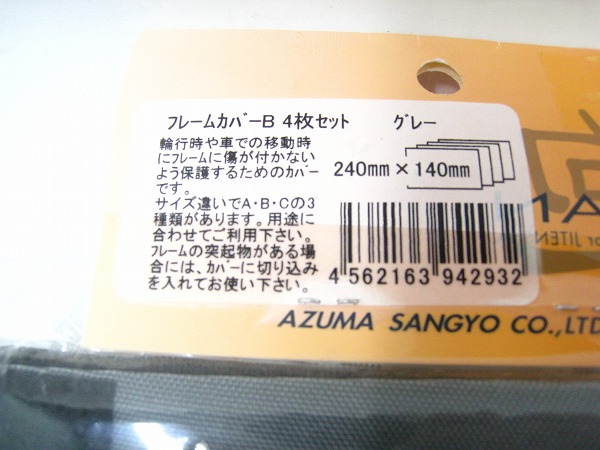 フレームカバーB 4枚セット グレー
輪行時や車での移動時
にフレームに傷が付かない
よう保護するためのカバー
です。
サイズ違いでA・B・Cの3
種類があります。用途に
合わせてご利用下さい。
フレームの突起物がある場
合には、カバーに切り込み
を入れてお使い下さい。
240mm×140mm
4 562163 942932
AZUMA SANGYO CO.,LTD
JITEN